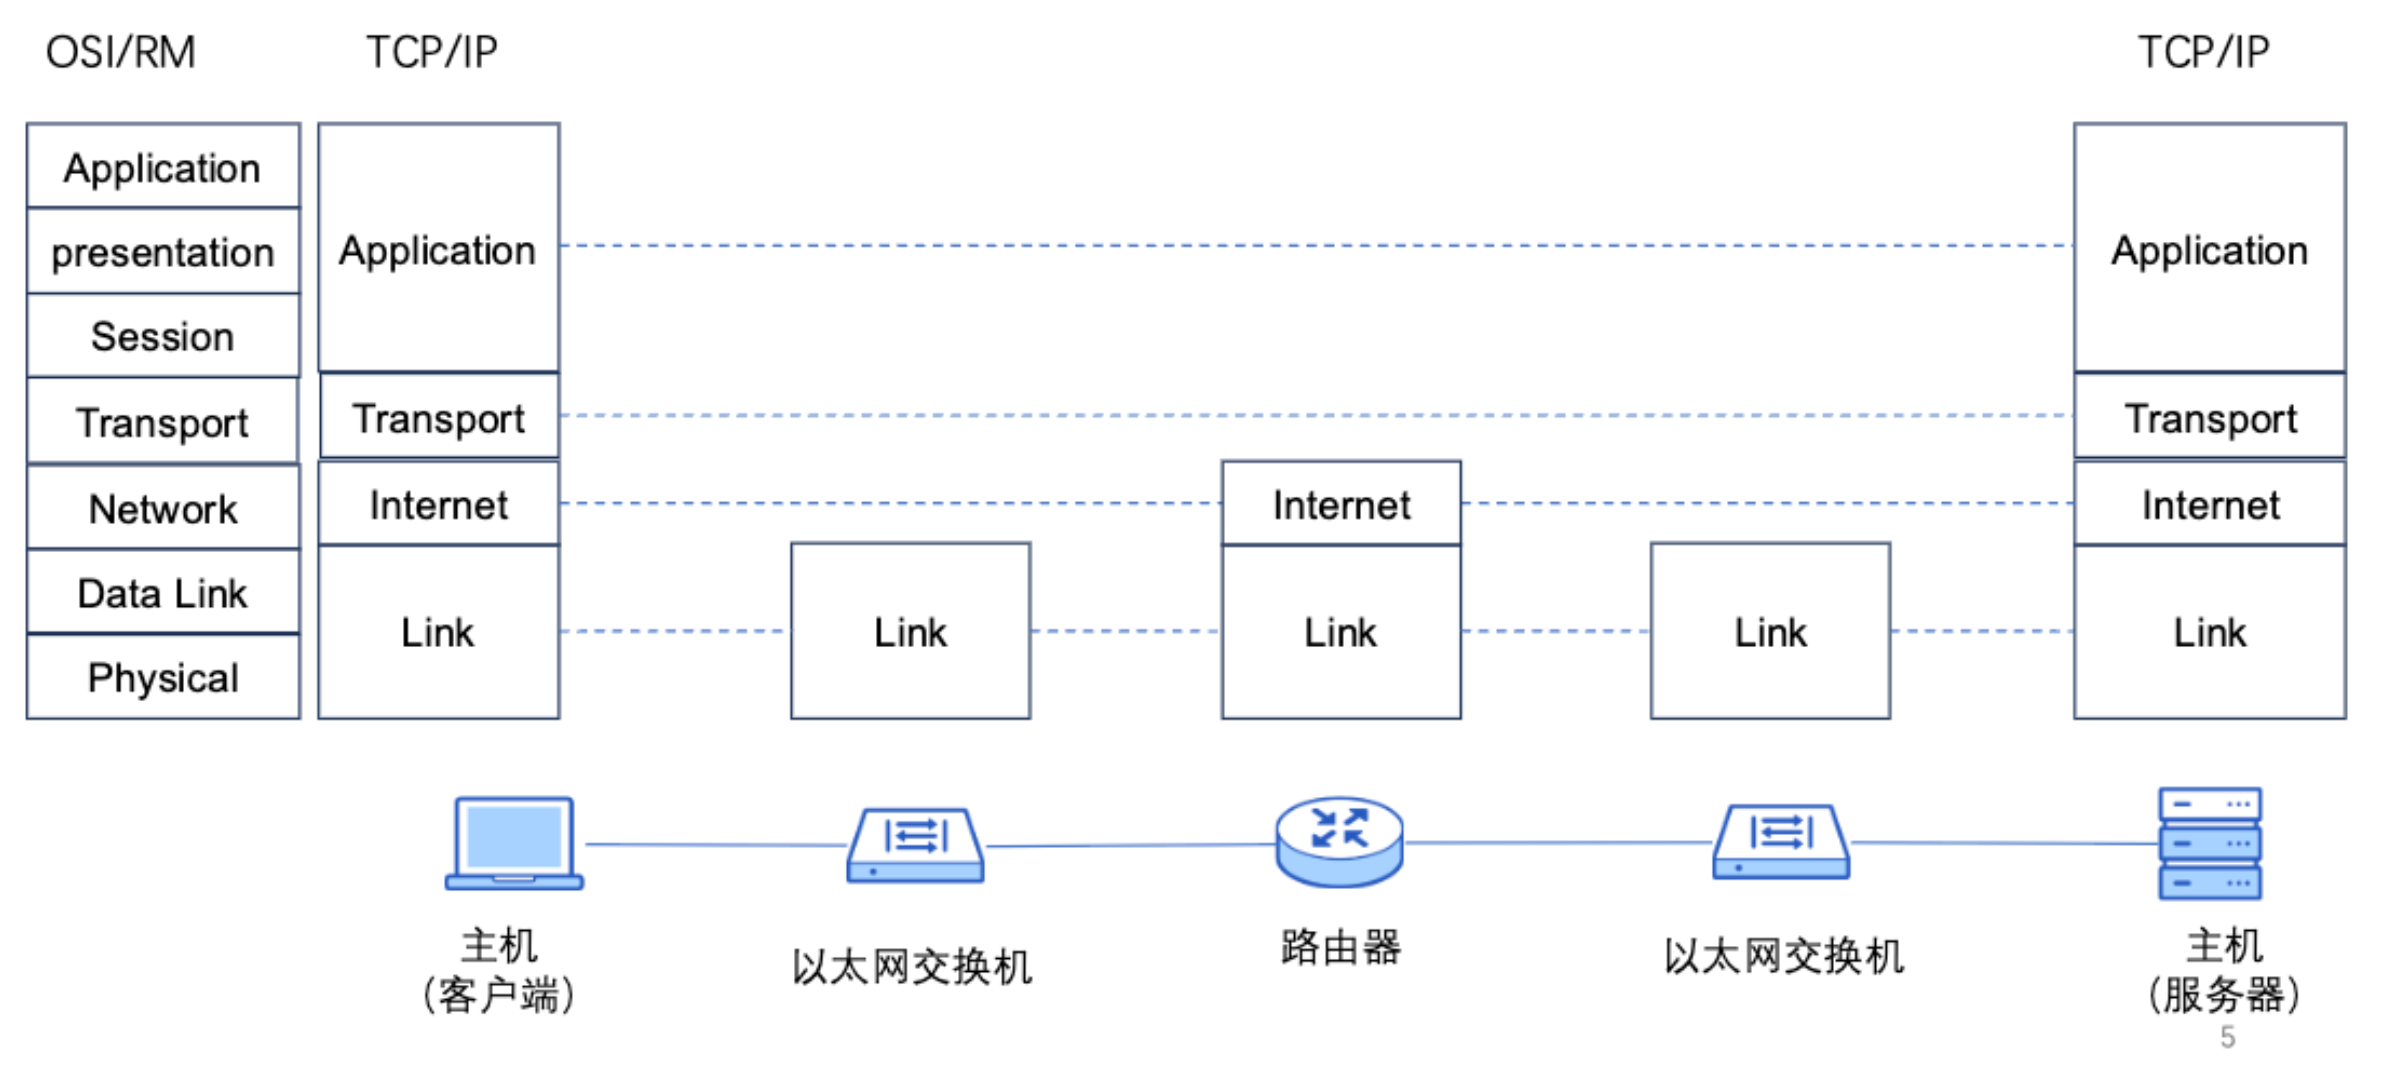 OSI/RM
TCP/IP
TCP/IP
Application
presentation
Session
Transport
Network
Data Link
Physical
Application
Transport
Internet
Link
Link
Internet
Link
Link
Application
Transport
Internet
Link
主机
(客户端)
以太网交换机
路由器
以太网交换机
主机
(服务器)
5